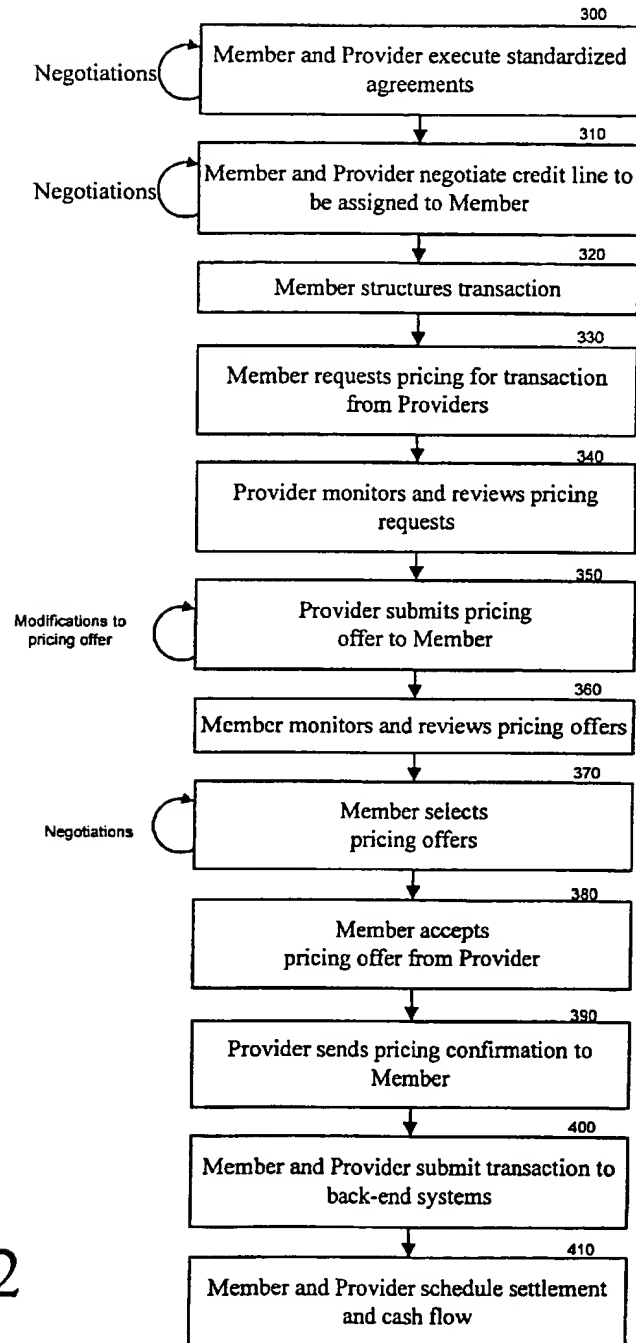 300
Negotiations
Member and Provider execute standardized
agreements
310
Negotiations
Member and Provider negotiate credit line to
be assigned to Member
320
Member structures transaction
330
Member requests pricing for transaction
from Providers
340
Provider monitors and reviews pricing
requests
350
Modifications to
pricing offer
Provider submits pricing
offer to Member
360
Member monitors and reviews pricing offers
370
Negotiations
Member selects
pricing offers
380
Member accepts
pricing offer from Provider
390
Provider sends pricing confirmation to
Member
400
Member and Provider submit transaction to
back-end systems
410
2
Member and Provider schedule settlement
and cash flow